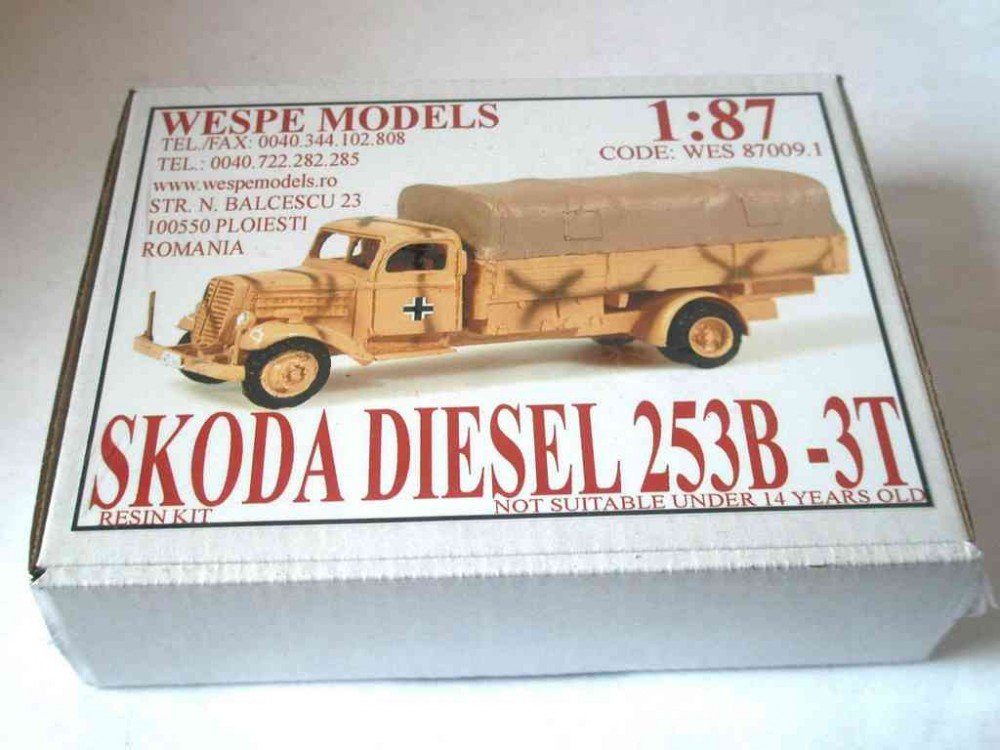 WESPE MODELS
TEL./FAX: 0040.344.102.808
TEL.: 0040.722.282.285
www.wespemodels.ro
STR. N. BALCESCU 23
100550 PLOIESTI
ROMANIA
1:87
CODE: WES 87009.1
SKODA DIESEL 253B -3T
RESIN KIT
NOT SUITABLE UNDER 14 YEARS OLD